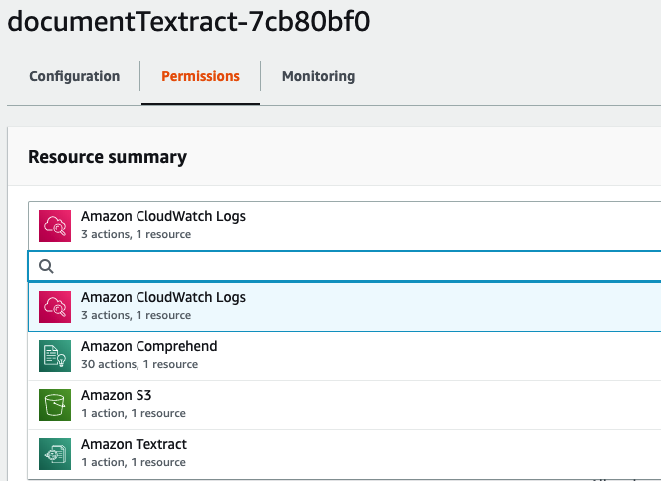 documentTextract-7cb80bf0
Configuration Permissions Monitoring
Resource summary
Amazon CloudWatch Logs
3 actions, 1 resource
Amazon CloudWatch Logs
3 actions, 1 resource
Amazon Comprehend
30 actions, 1 resource
Amazon S3
1 action, 1 resource
Amazon Textract
1 action, 1 resource